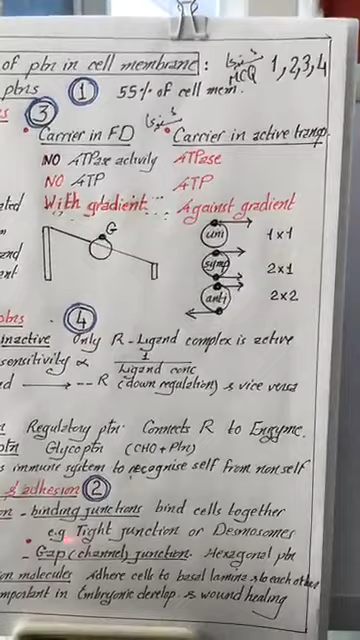 of ptn in cell membrane: MCQ 1,2,3,4
ptns ① 55% of cell mem.
③
Carrier in FD Carrier in active transp.
NO ATPase activity ATPase
NO ATP ATP
With gradient Against gradient
G
uni 1x1
symp 2x1
anti 2x2
④
inactive Only R-Ligand complex is active
sensitivity ∝ 1
Ligand conc
→ -- R (down regulation) & vice versa
Regulatory ptn Connects R to Enzyme.
ptn Glycoptn (CHO+Ptn)
s immune system to recognise self from nonself
& adhesion ②
on - binding junctions bind cells together
e.g Tight junction or Desmosomes
- Gap (channel) junction. Hexagonal ptn
on molecules Adhere cells to basal lamina & to each other
important in Embryonic develop. & wound healing